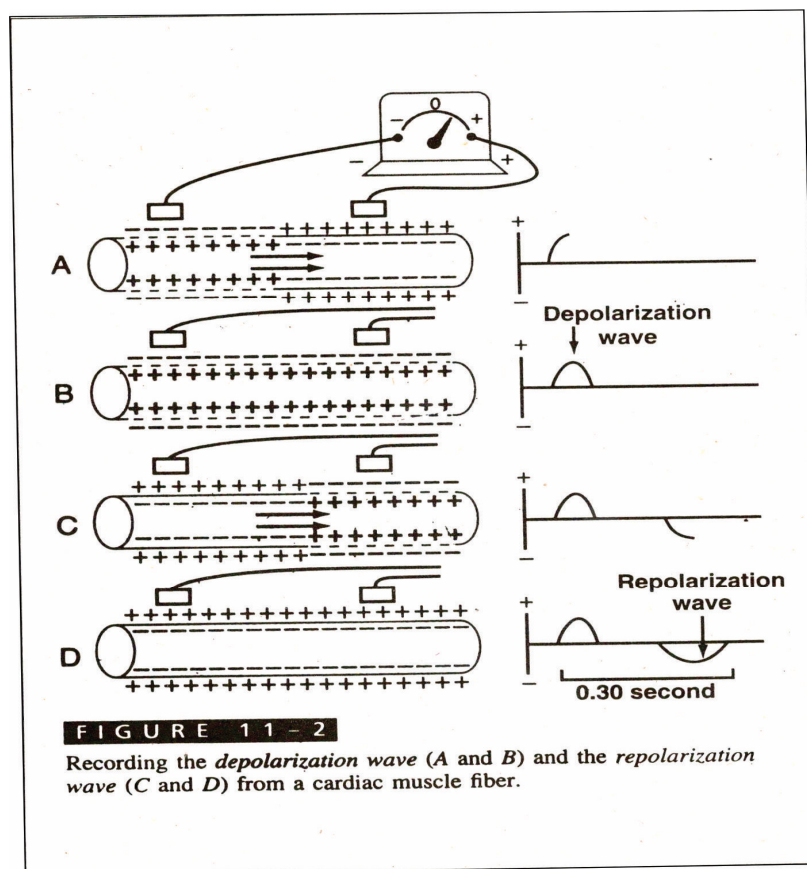 0
− +
− +
A
+
−
Depolarization
wave
B
+
−
C
+
−
Repolarization
wave
D
+
−
0.30 second
FIGURE 11-2
Recording the depolarization wave (A and B) and the repolarization
wave (C and D) from a cardiac muscle fiber.